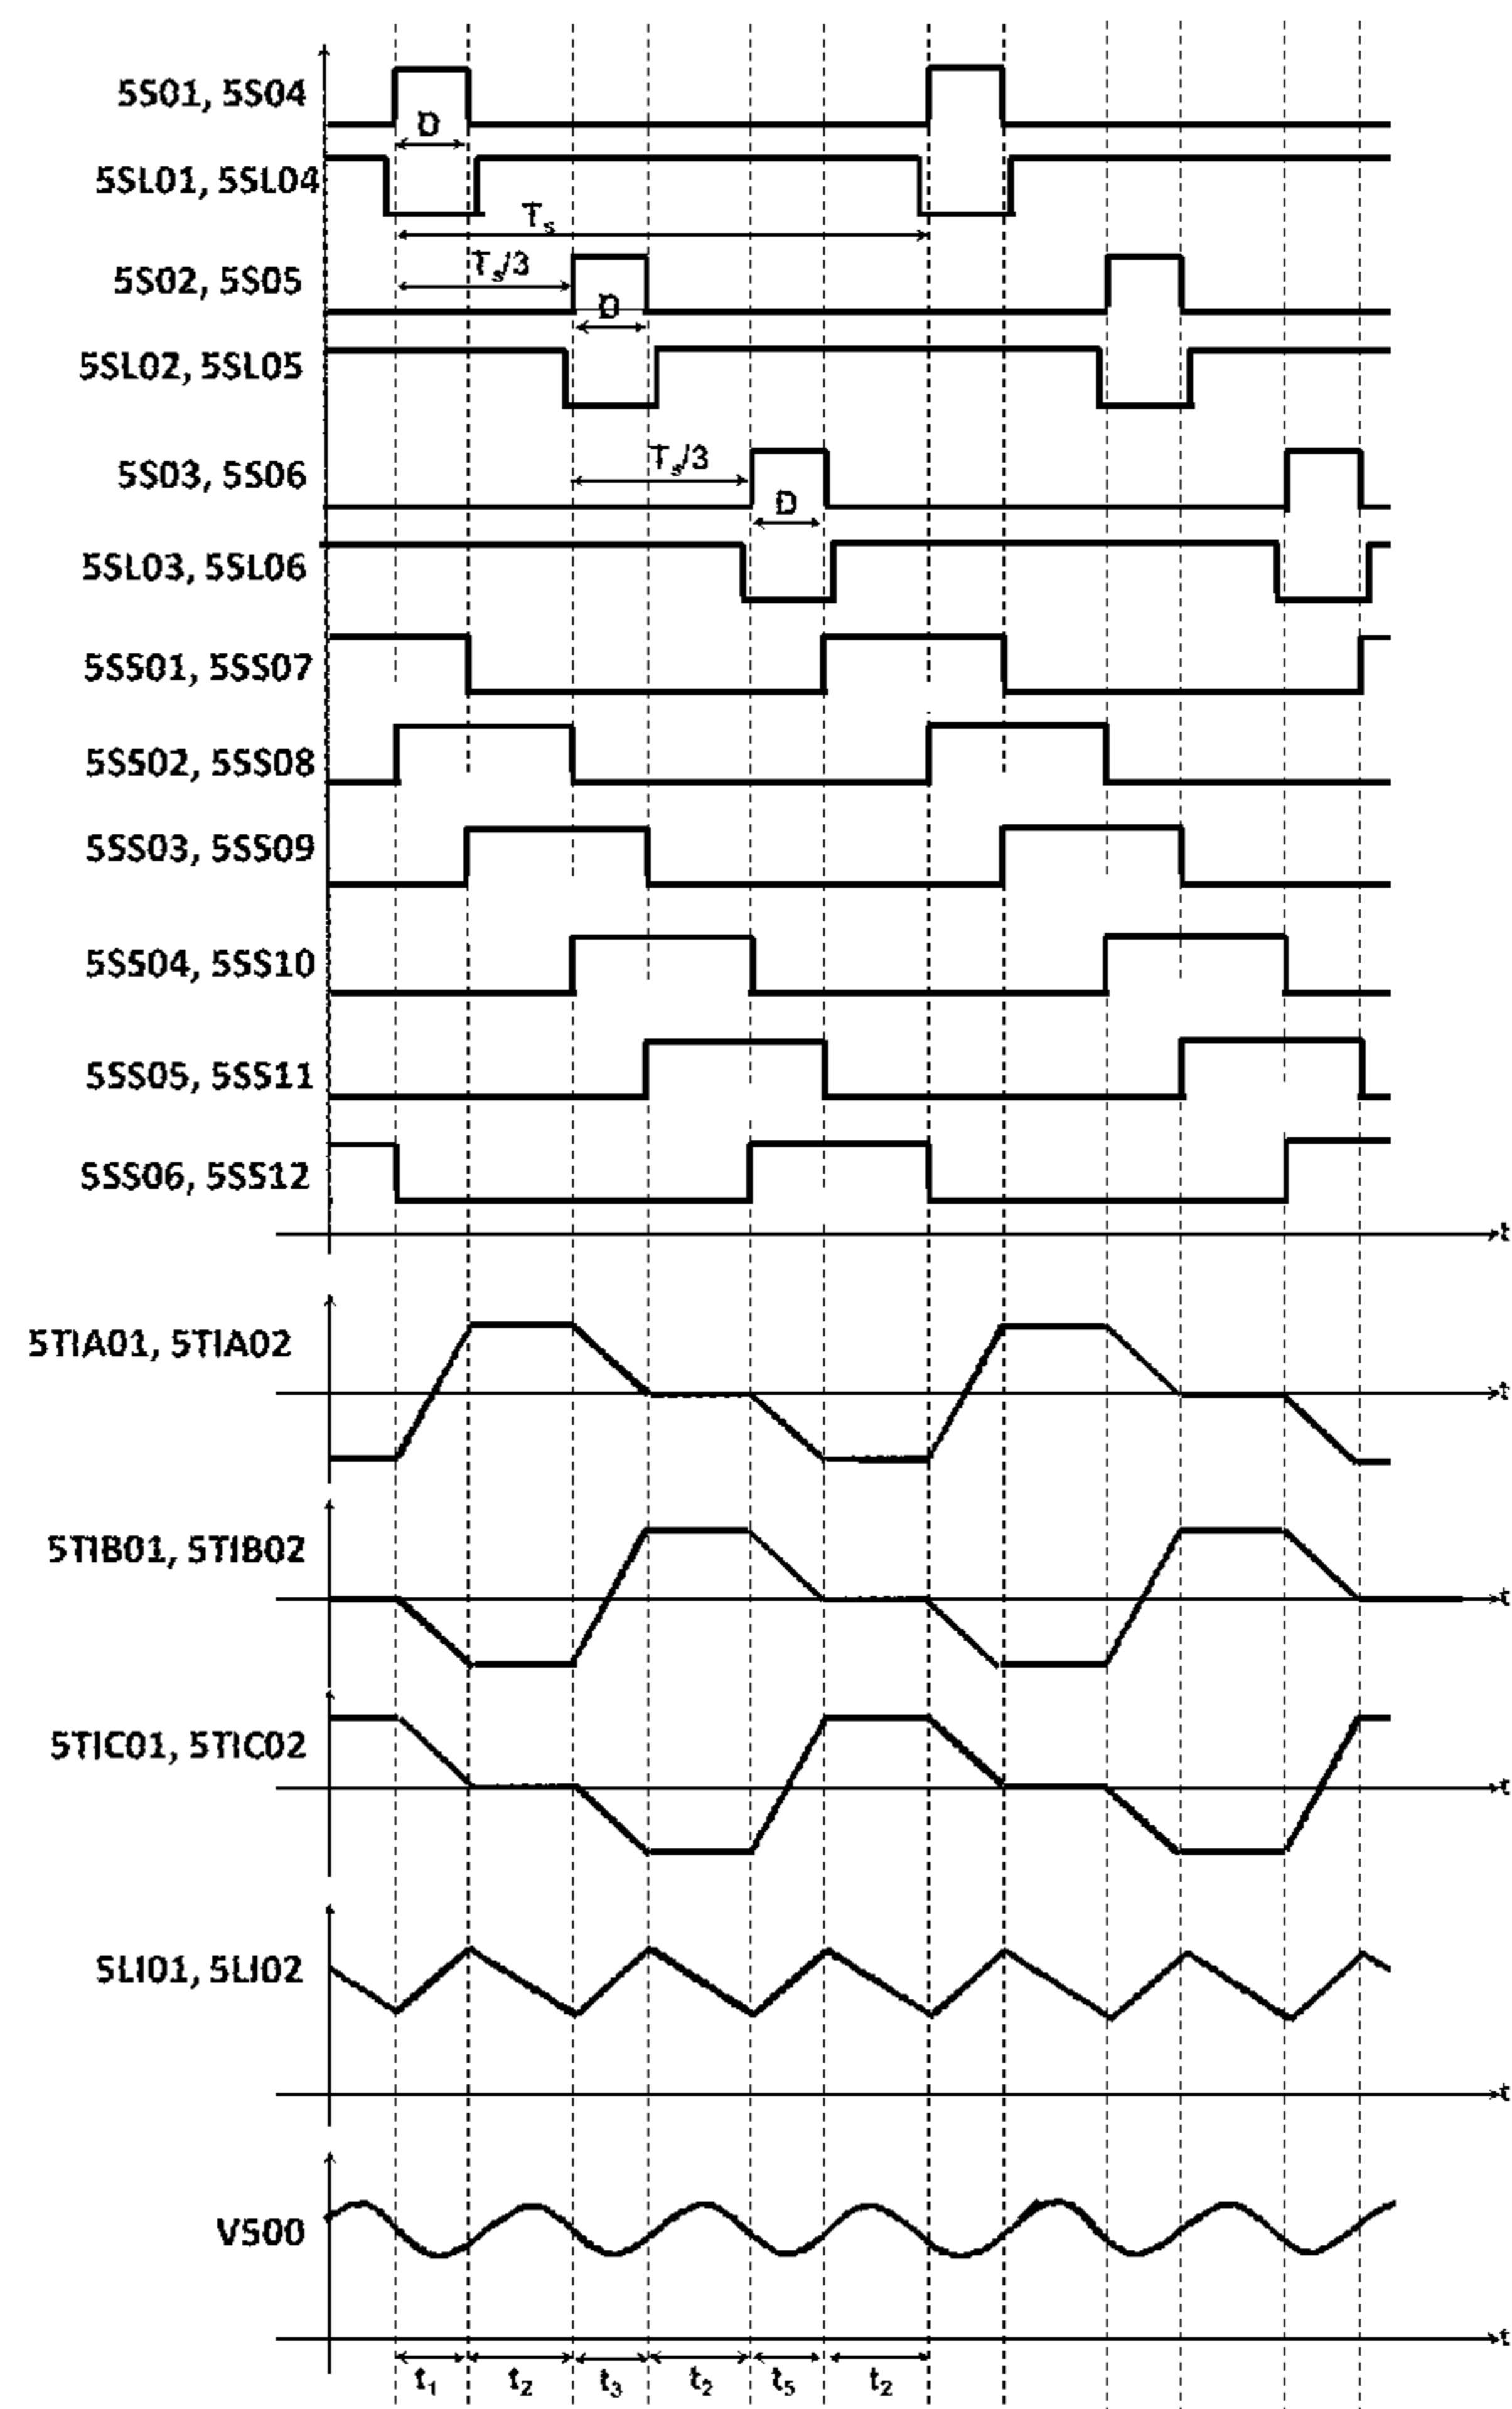 5S01, 5S04
D
5SL01, 5SL04
Ts
Ts/3
5S02, 5S05
D
5SL02, 5SL05
Ts/3
5S03, 5S06
D
5SL03, 5SL06
5SS01, 5SS07
5SS02, 5SS08
5SS03, 5SS09
5SS04, 5SS10
5SS05, 5SS11
5SS06, 5SS12
t
5TIA01, 5TIA02
t
5TIB01, 5TIB02
t
5TIC01, 5TIC02
t
5LI01, 5LI02
t
V500
t
t1 t2 t3 t2 t5 t2